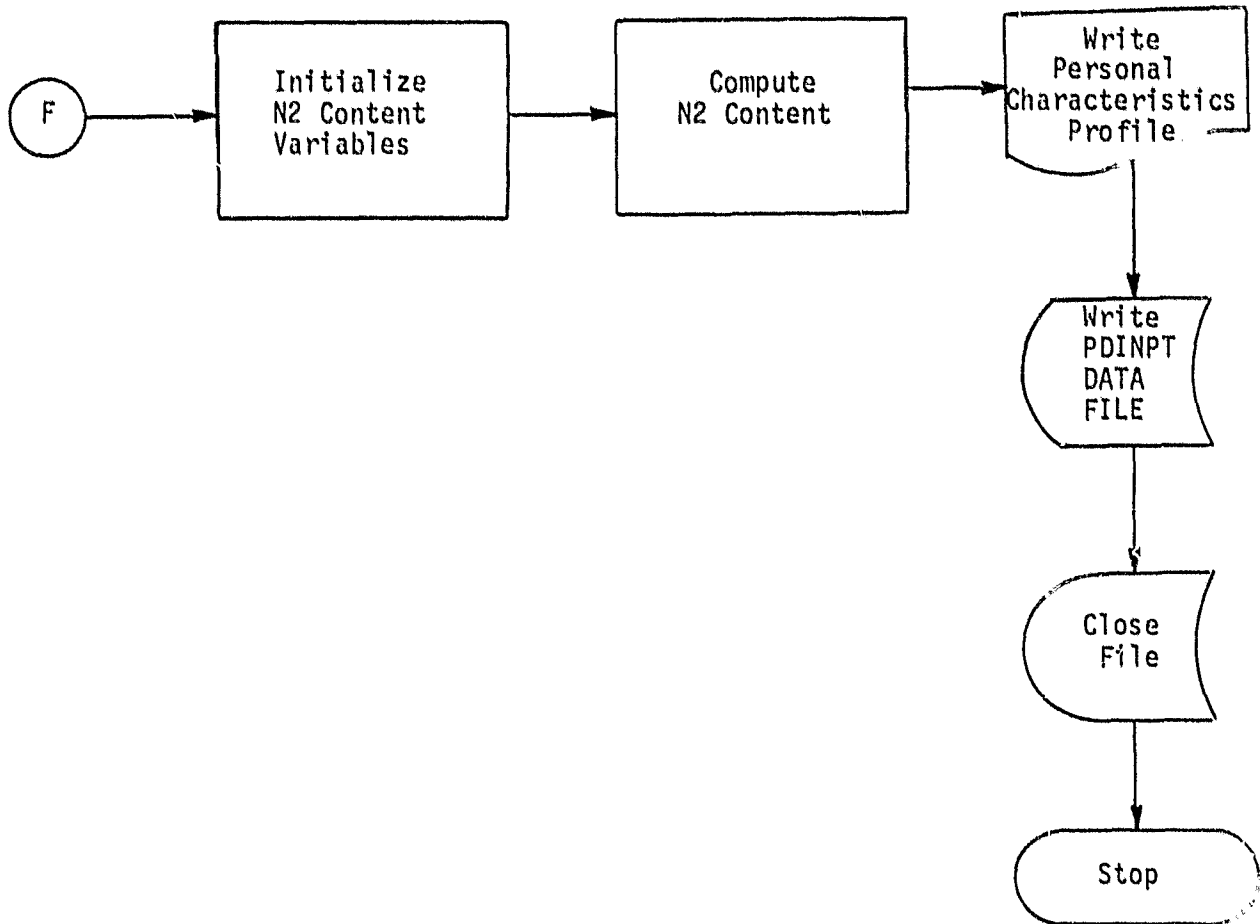 F
Initialize
N2 Content
Variables
Compute
N2 Content
Write
Personal
Characteristics
Profile
Write
PDINPT
DATA
FILE
Close
File
Stop